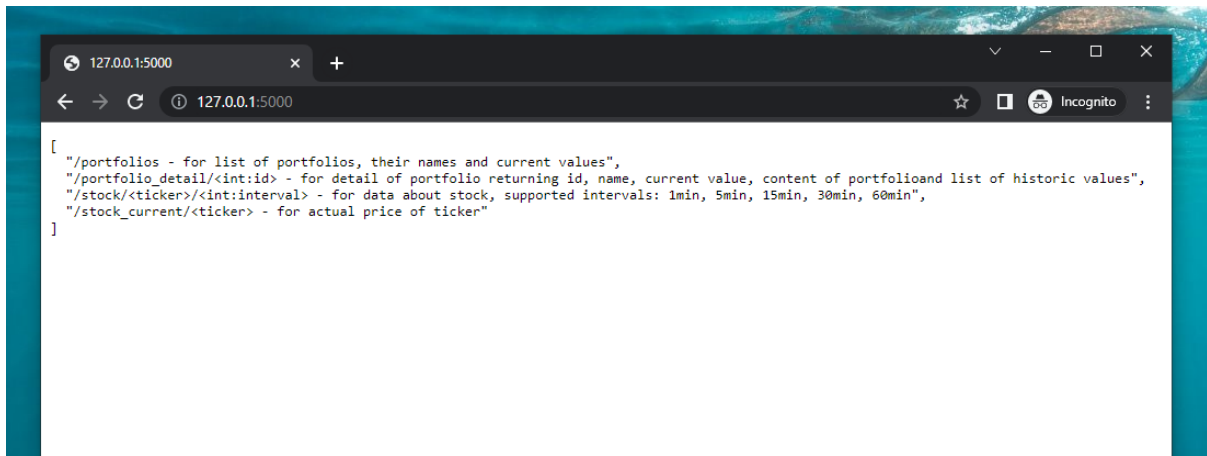 127.0.0.1:5000
127.0.0.1:5000
Incognito
[
"/portfolios - for list of portfolios, their names and current values",
"/portfolio_detail/<int:id> - for detail of portfolio returning id, name, current value, content of portfolioand list of historic values",
"/stock/<ticker>/<int:interval> - for data about stock, supported intervals: 1min, 5min, 15min, 30min, 60min",
"/stock_current/<ticker> - for actual price of ticker"
]